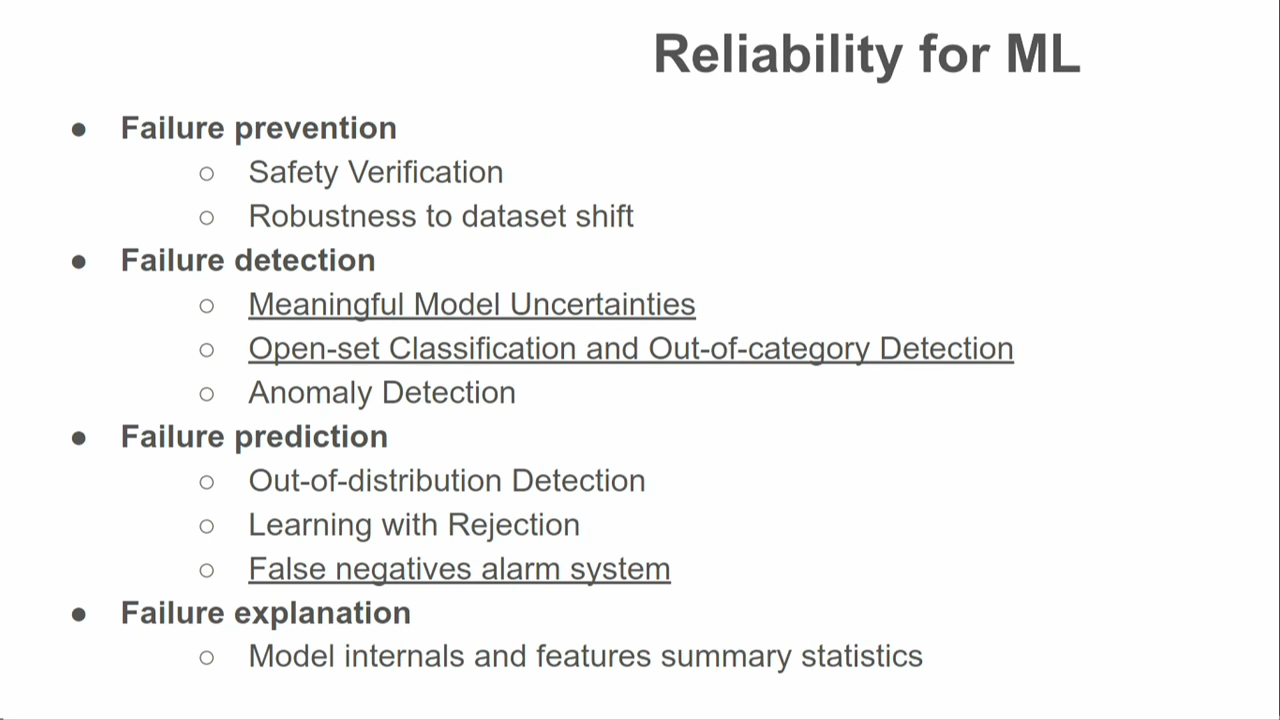 Reliability for ML
● Failure prevention
○ Safety Verification
○ Robustness to dataset shift
● Failure detection
○ Meaningful Model Uncertainties
○ Open-set Classification and Out-of-category Detection
○ Anomaly Detection
● Failure prediction
○ Out-of-distribution Detection
○ Learning with Rejection
○ False negatives alarm system
● Failure explanation
○ Model internals and features summary statistics